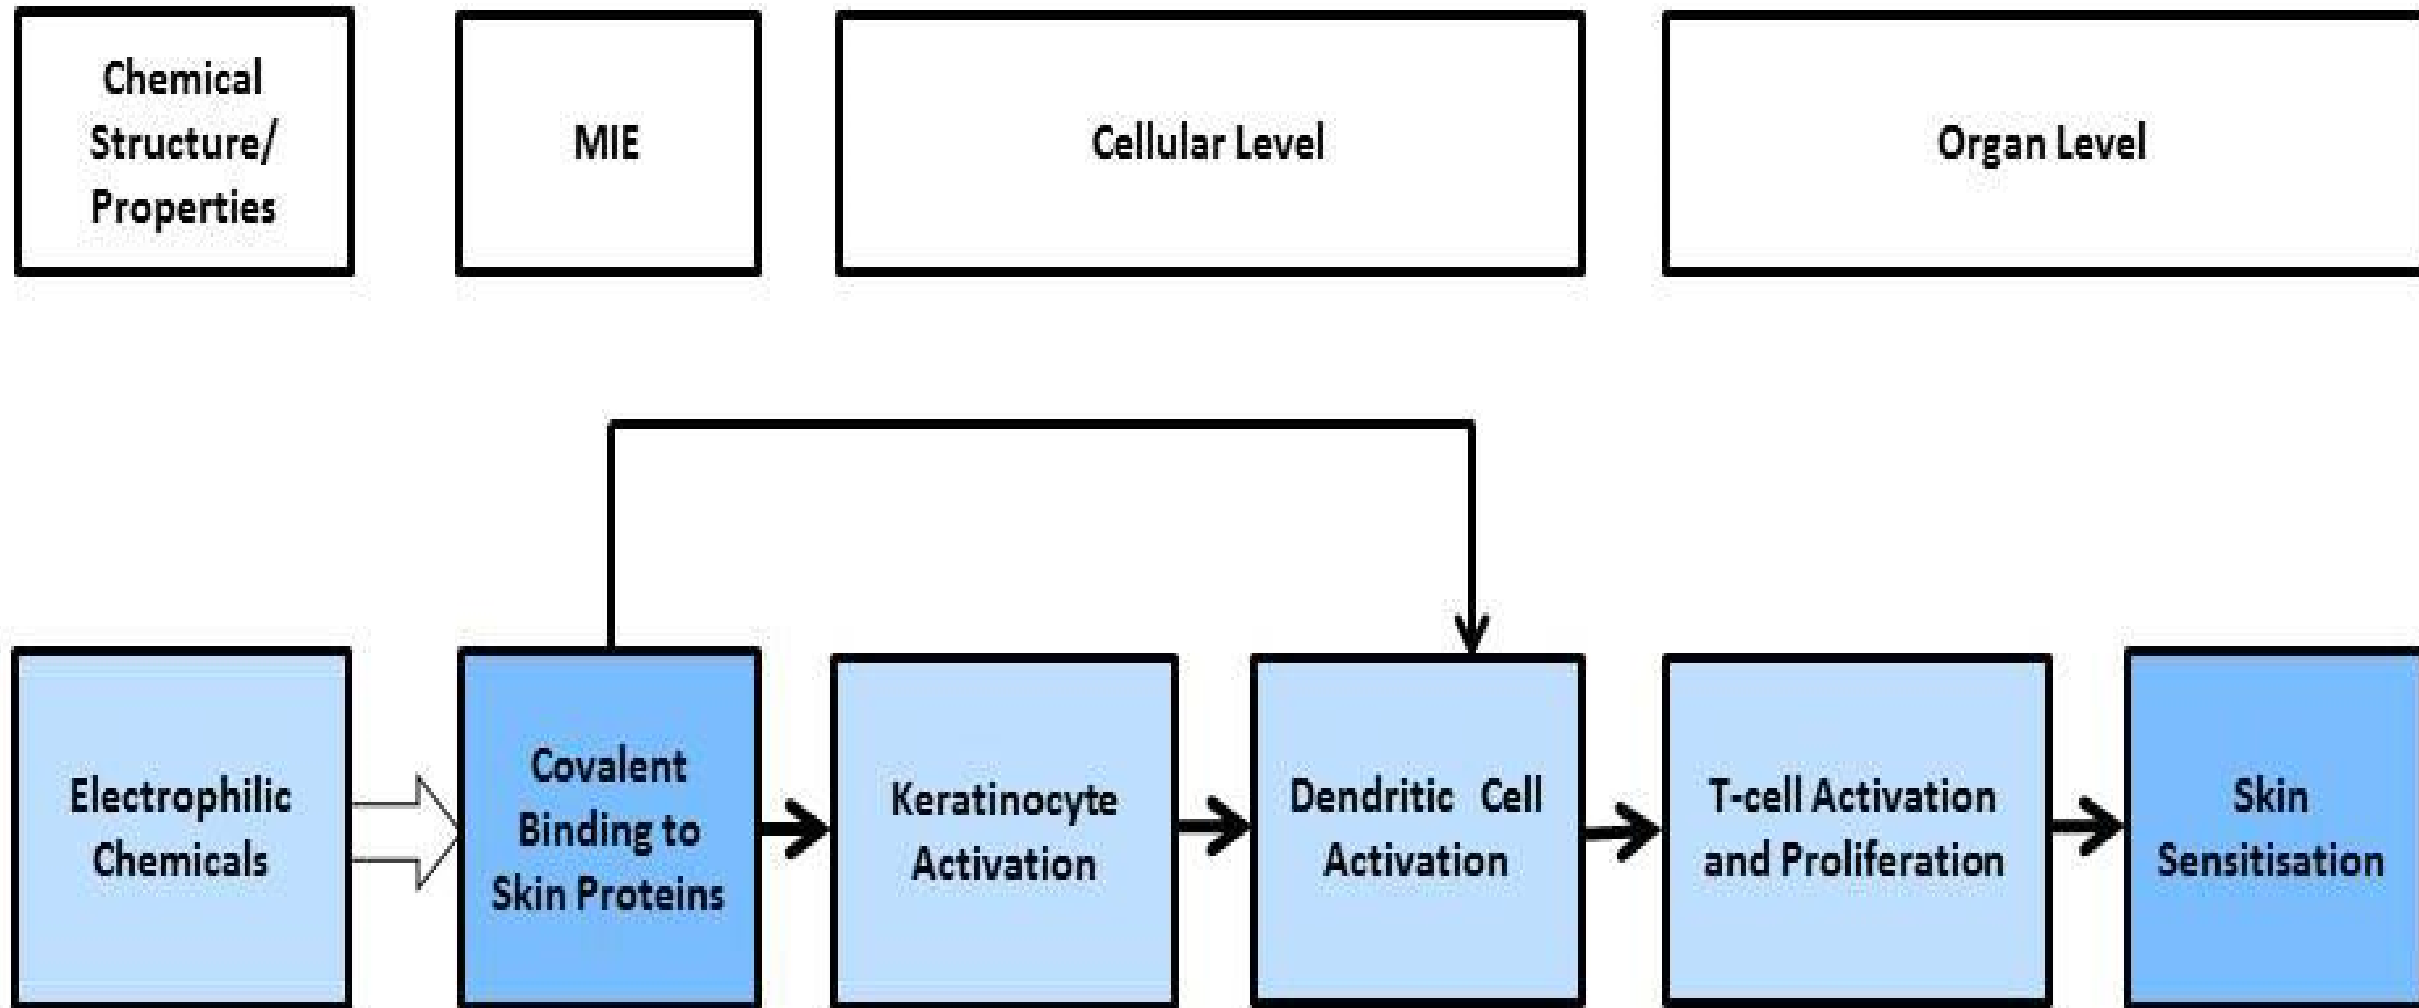 Chemical
Structure/
Properties
MIE
Cellular Level
Organ Level
Electrophilic
Chemicals
Covalent
Binding to
Skin Proteins
Keratinocyte
Activation
Dendritic Cell
Activation
T-cell Activation
and Proliferation
Skin
Sensitisation